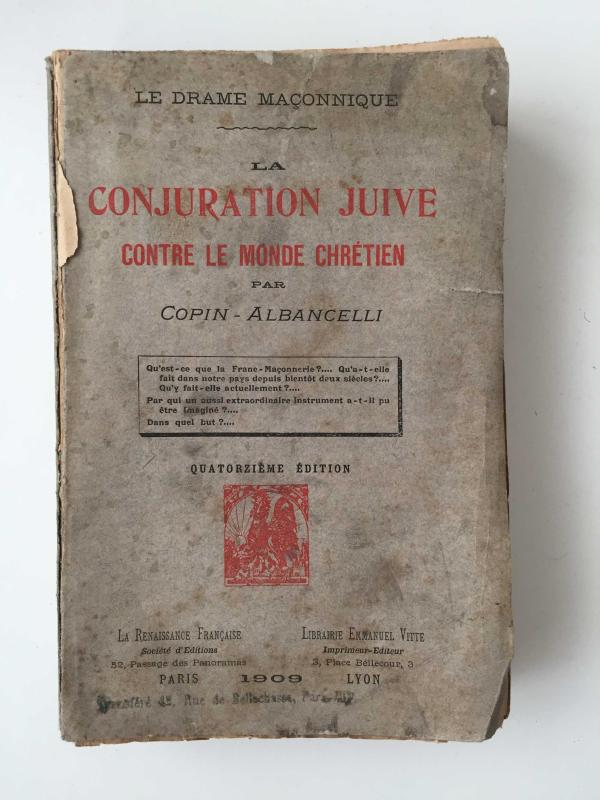 LE DRAME MAÇONNIQUE
LA
CONJURATION JUIVE
CONTRE LE MONDE CHRÉTIEN
PAR
COPIN-ALBANCELLI
Qu'est-ce que la Franc-Maçonnerie?.... Qu'a-t-elle
fait dans notre pays depuis bientôt deux siècles?....
Qu'y fait-elle actuellement?....
Par qui un aussi extraordinaire instrument a-t-il pu
être imaginé?....
Dans quel but?....
QUATORZIÈME ÉDITION
LA RENAISSANCE FRANÇAISE
Société d'Editions
52, Passage des Panoramas
PARIS
1909
LIBRAIRIE EMMANUEL VITTE
Imprimeur-Editeur
3, Place Bellecour, 3
LYON
Rue de Bellechasse,